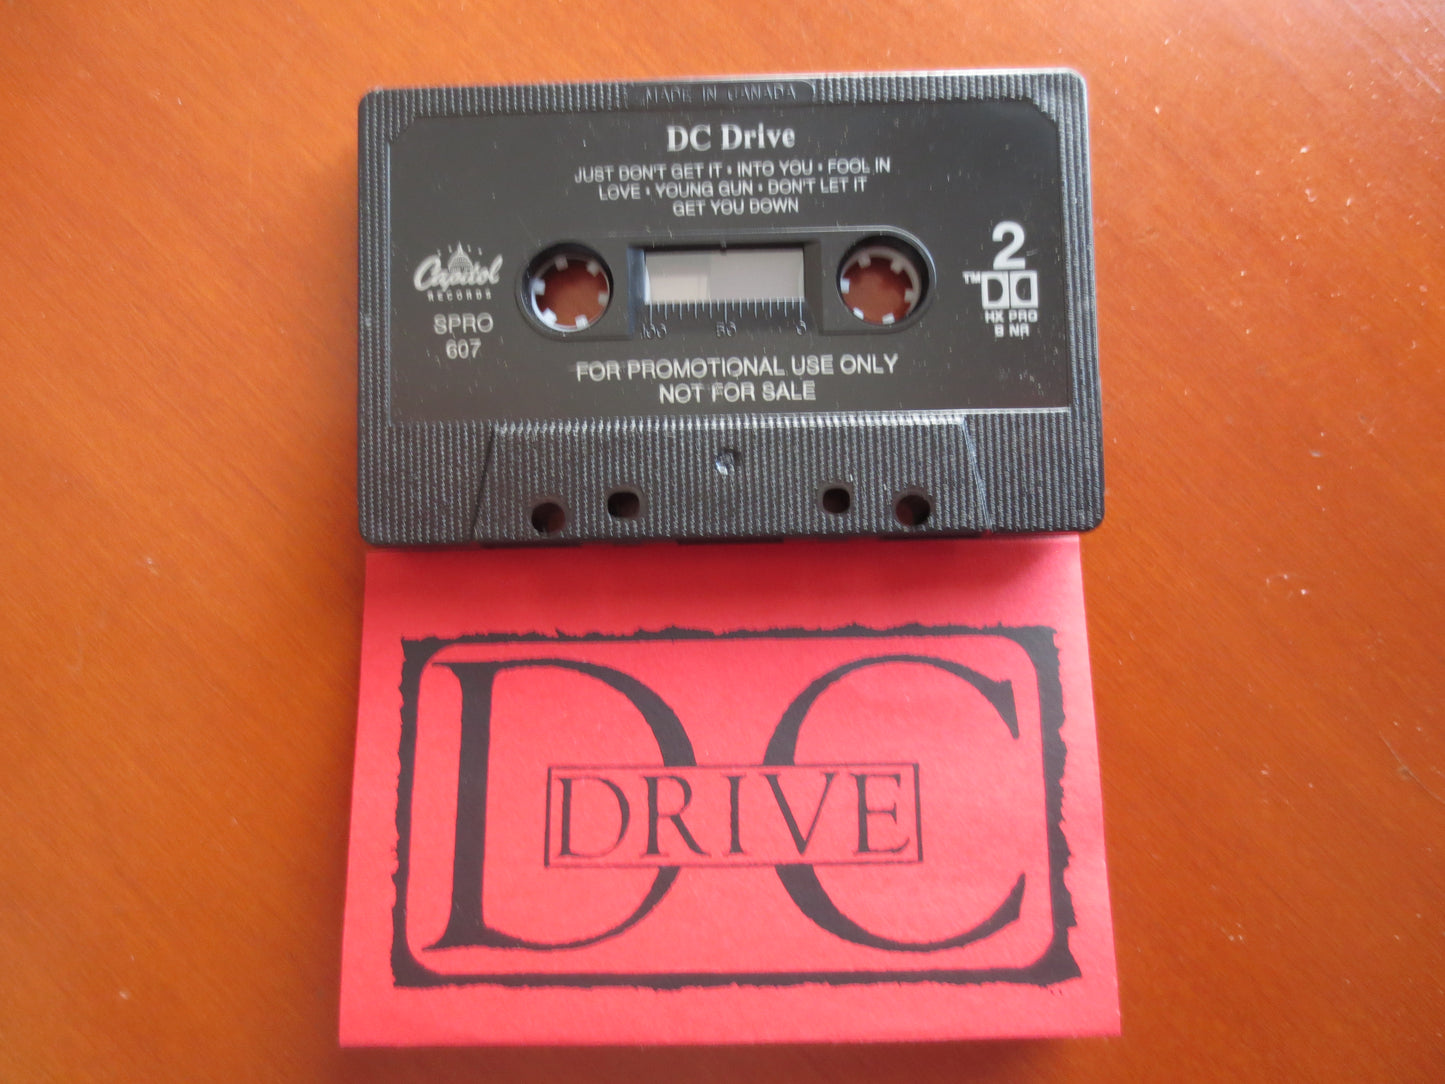 MADE IN CANADA
DC Drive
JUST DON'T GET IT • INTO YOU • FOOL IN
LOVE • YOUNG GUN • DON'T LET IT
GET YOU DOWN
Capitol
RECORDS
SPRO
607
2
TM
HX PRO
B NR
100 50 0
FOR PROMOTIONAL USE ONLY
NOT FOR SALE
DC
DRIVE